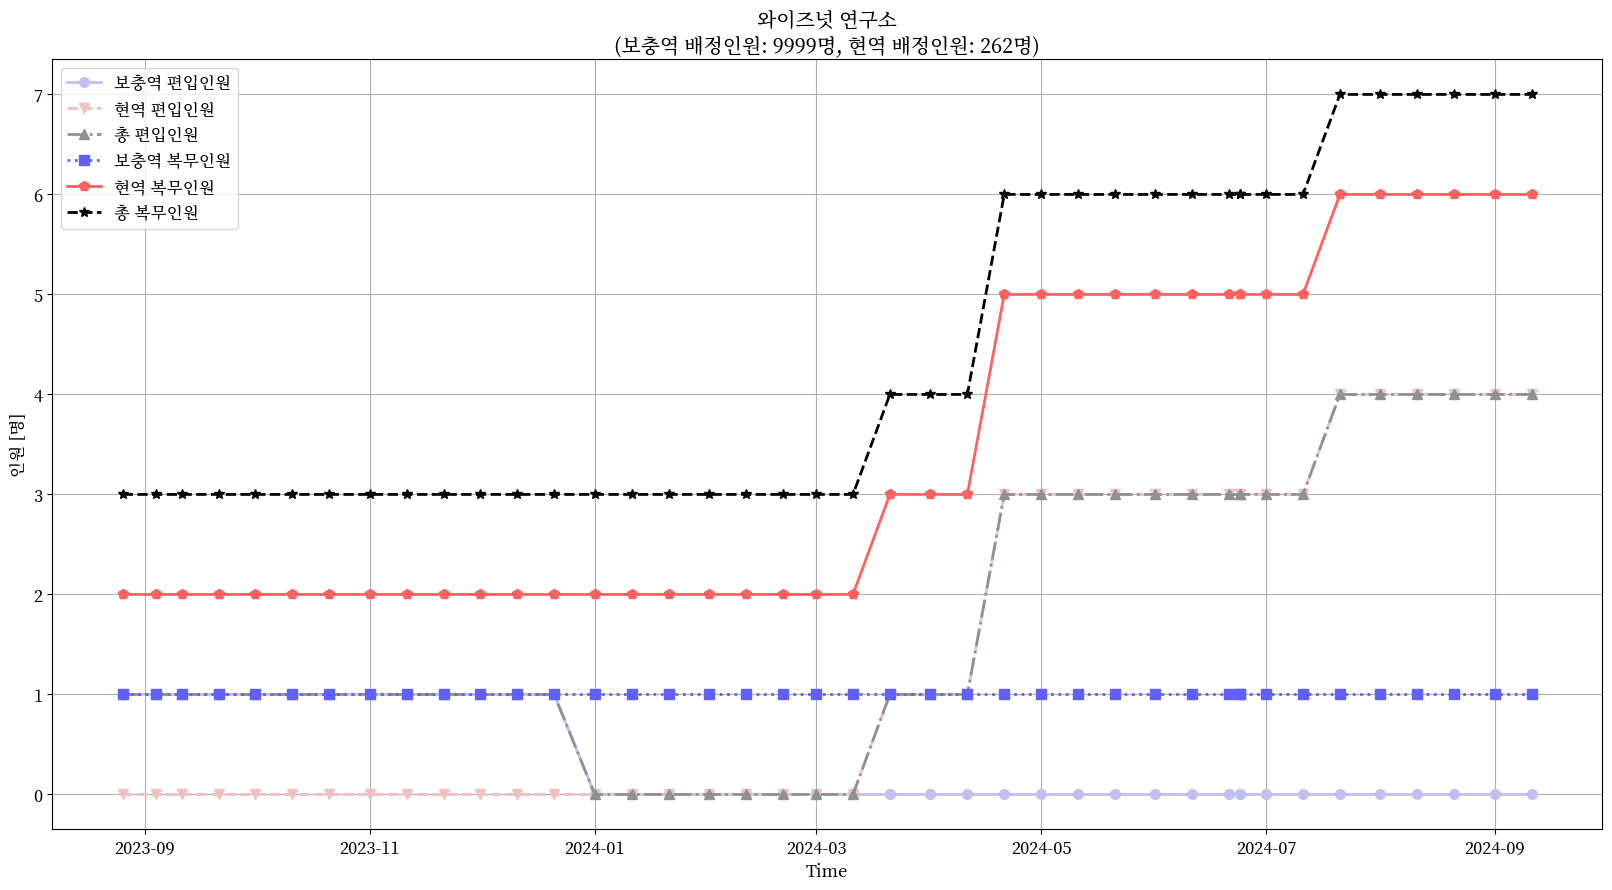 와이즈넛 연구소
(보충역 배정인원: 9999명, 현역 배정인원: 262명)
보충역 편입인원
현역 편입인원
총 편입인원
보충역 복무인원
현역 복무인원
총 복무인원
인원 [명]
7
6
5
4
3
2
1
0
2023-09
2023-11
2024-01
2024-03
2024-05
2024-07
2024-09
Time